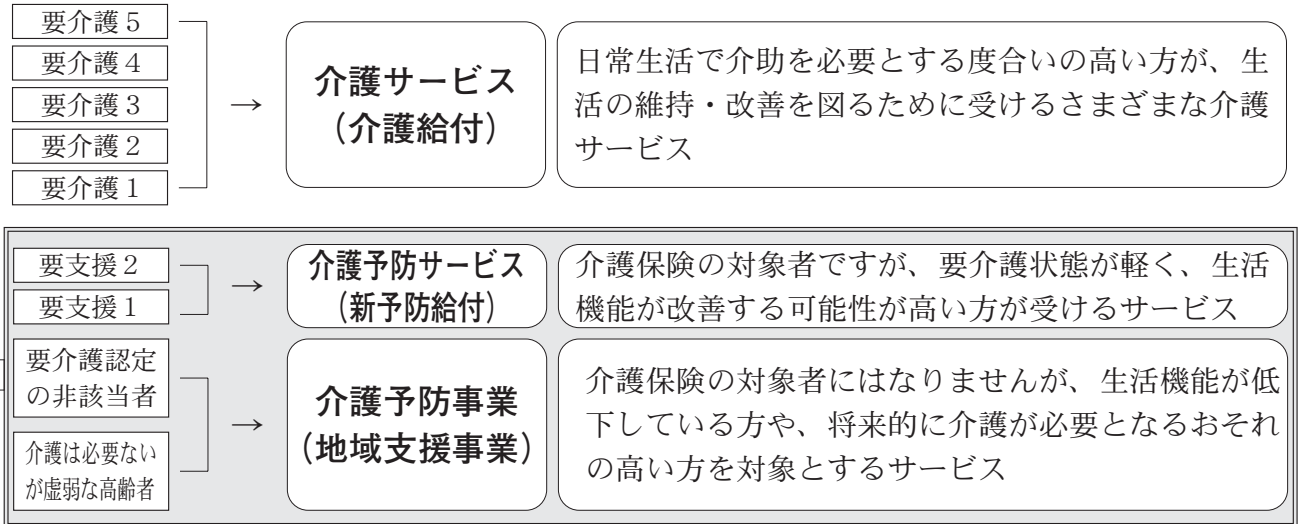 要介護5
要介護4
要介護3
要介護2
要介護1
→
介護サービス
(介護給付)
日常生活で介助を必要とする度合いの高い方が、生
活の維持・改善を図るために受けるさまざまな介護
サービス
要支援2
要支援1
→
介護予防サービス
(新予防給付)
介護保険の対象者ですが、要介護状態が軽く、生活
機能が改善する可能性が高い方が受けるサービス
要介護認定
の非該当者
介護は必要ない
が虚弱な高齢者
→
介護予防事業
(地域支援事業)
介護保険の対象者にはなりませんが、生活機能が低
下している方や、将来的に介護が必要となるおそれ
の高い方を対象とするサービス